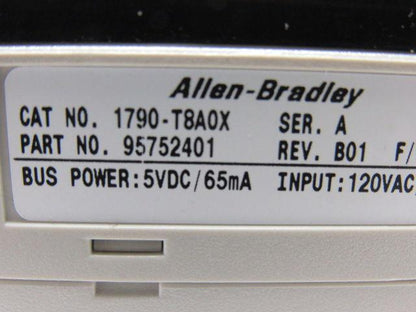 Allen-Bradley
CAT NO. 1790-T8A0X SER. A
PART NO. 95752401 REV. B01 F/
BUS POWER:5VDC/65mA INPUT:120VAC,